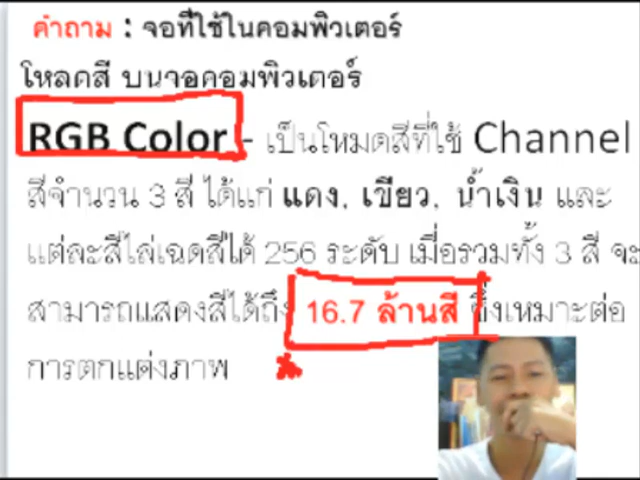 คำถาม : จอที่ใช้ในคอมพิวเตอร์
โหลดสี บนาอคอมพิวเตอร์
RGB Color - เป็นโหมดสีที่ใช้ Channel
สีจำนวน 3 สี ได้แก่ แดง, เขียว, น้ำเงิน และ
แต่ละสีไล่เฉดสีได้ 256 ระดับ เมื่อรวมทั้ง 3 สี จะ
สามารถแสดงสีได้ถึง 16.7 ล้านสี ซึ่งเหมาะต่อ
การตกแต่งภาพ